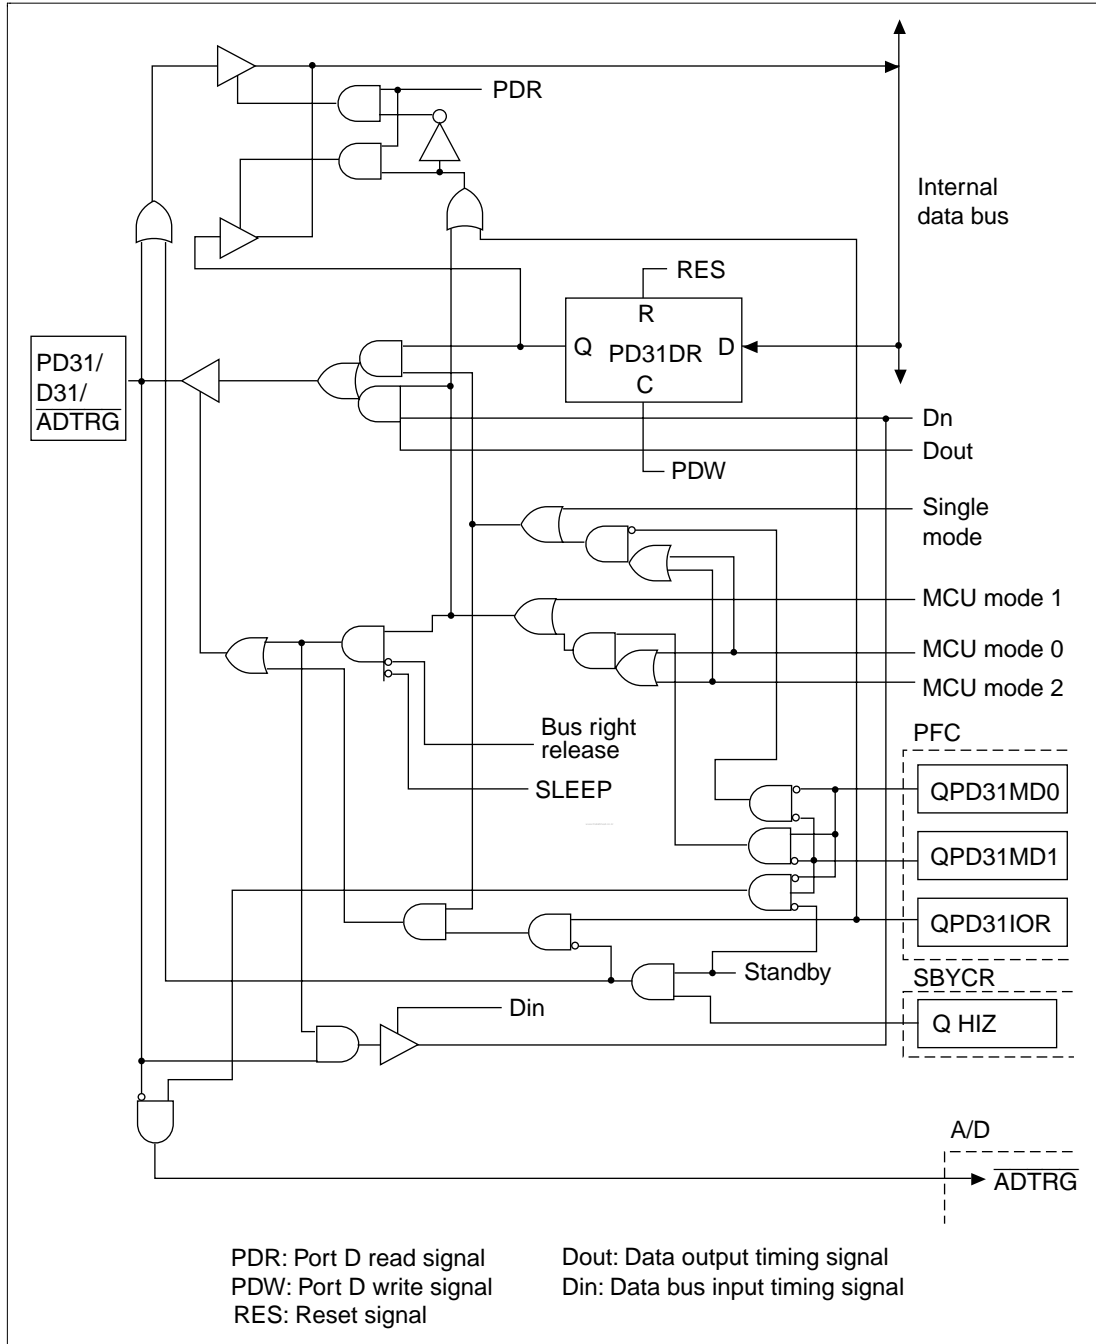 PDR
Internal
data bus
RES
R
Q
PD31DR
D
C
PD31/
D31/
ADTRG
Dn
Dout
PDW
Single
mode
MCU mode 1
MCU mode 0
MCU mode 2
Bus right
release
SLEEP
PFC
QPD31MD0
QPD31MD1
QPD31IOR
Standby
SBYCR
Q HIZ
Din
A/D
ADTRG
PDR: Port D read signal
PDW: Port D write signal
RES: Reset signal
Dout: Data output timing signal
Din: Data bus input timing signal